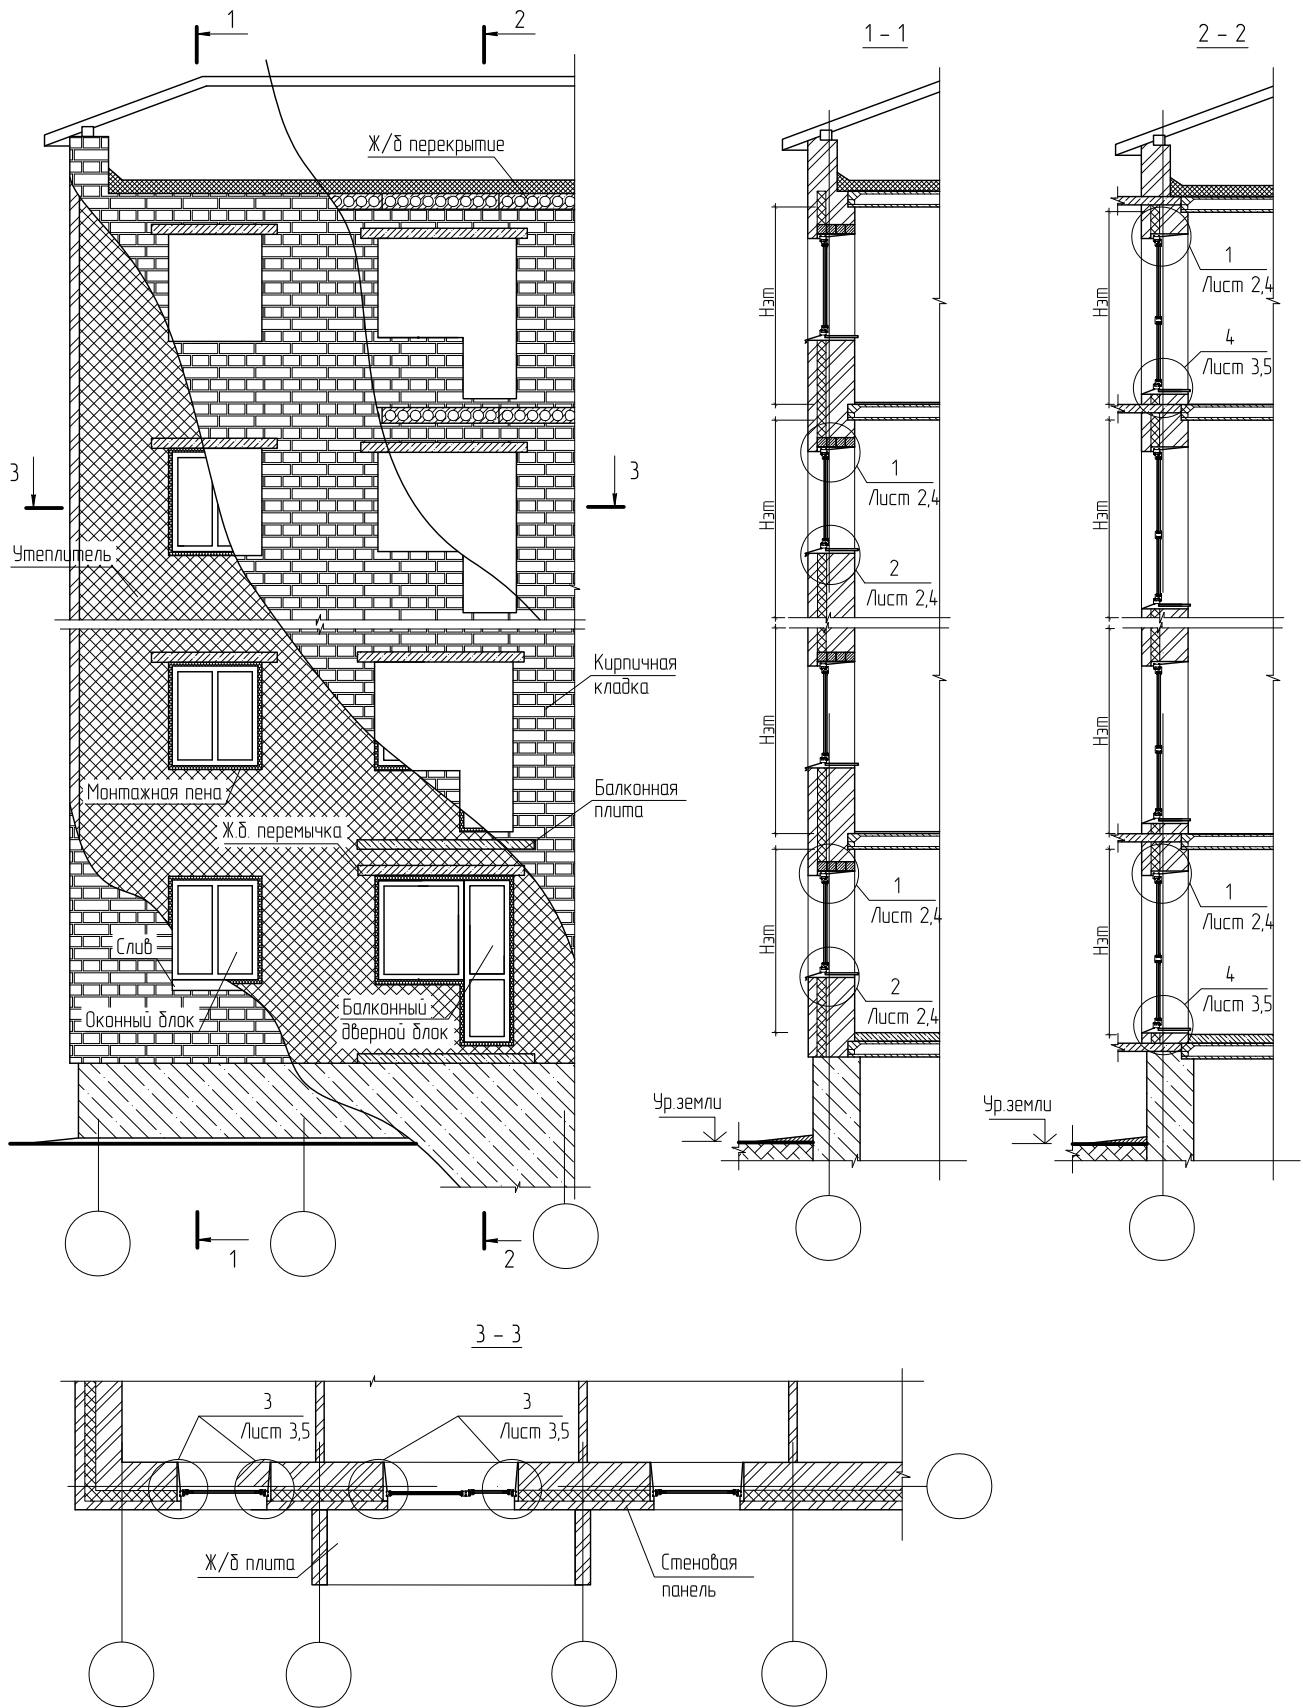 1
2
1 – 1
2 – 2
Ж/б перекрытие
3
3
Утеплитель
Кирпичная
кладка
Монтажная пена
Балконная
плита
Ж.б. перемычка
Слив
Оконный блок
Балконный
дверной блок
1
2
Нэт
Нэт
Нэт
Нэт
1
Лист 2,4
2
Лист 2,4
1
Лист 2,4
2
Лист 2,4
Ур.земли
Нэт
Нэт
Нэт
Нэт
1
Лист 2,4
4
Лист 3,5
1
Лист 2,4
4
Лист 3,5
Ур.земли
3 – 3
3
Лист 3,5
3
Лист 3,5
Ж/б плита
Стеновая
панель